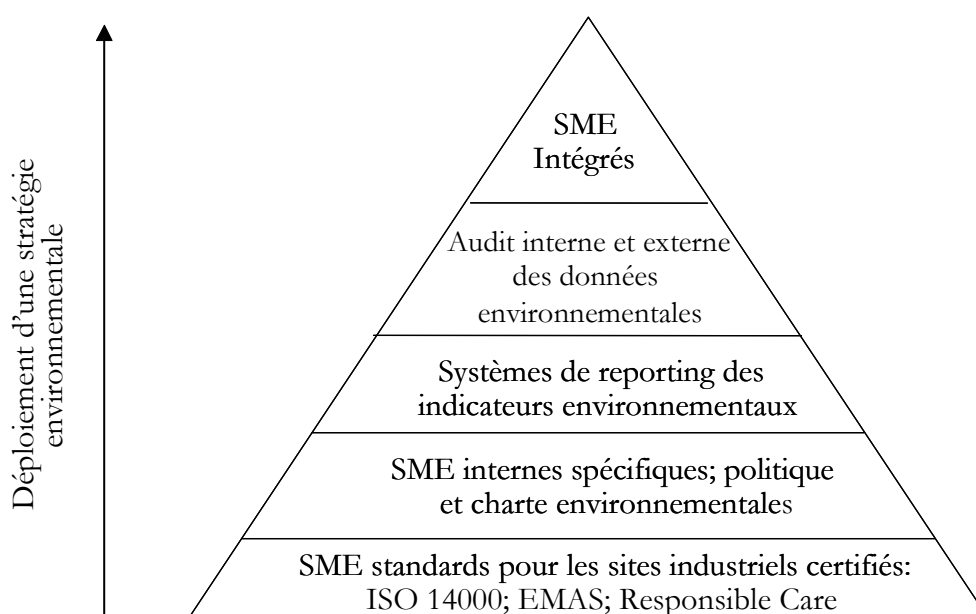 Déploiement d'une stratégie
environnementale
SME
Intégrés
Audit interne et externe
des données
environnementales
Systèmes de reporting des
indicateurs environnementaux
SME internes spécifiques; politique
et charte environnementales
SME standards pour les sites industriels certifiés:
ISO 14000; EMAS; Responsible Care